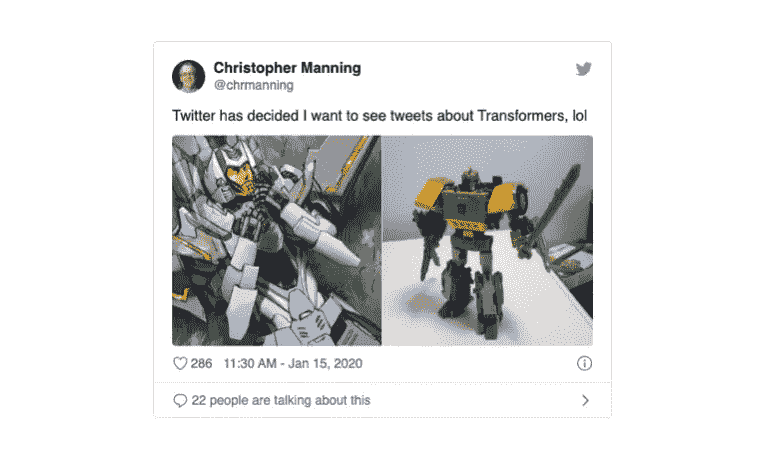 Christopher Manning
@chrmanning
Twitter has decided I want to see tweets about Transformers, lol
286 11:30 AM - Jan 15, 2020
22 people are talking about this